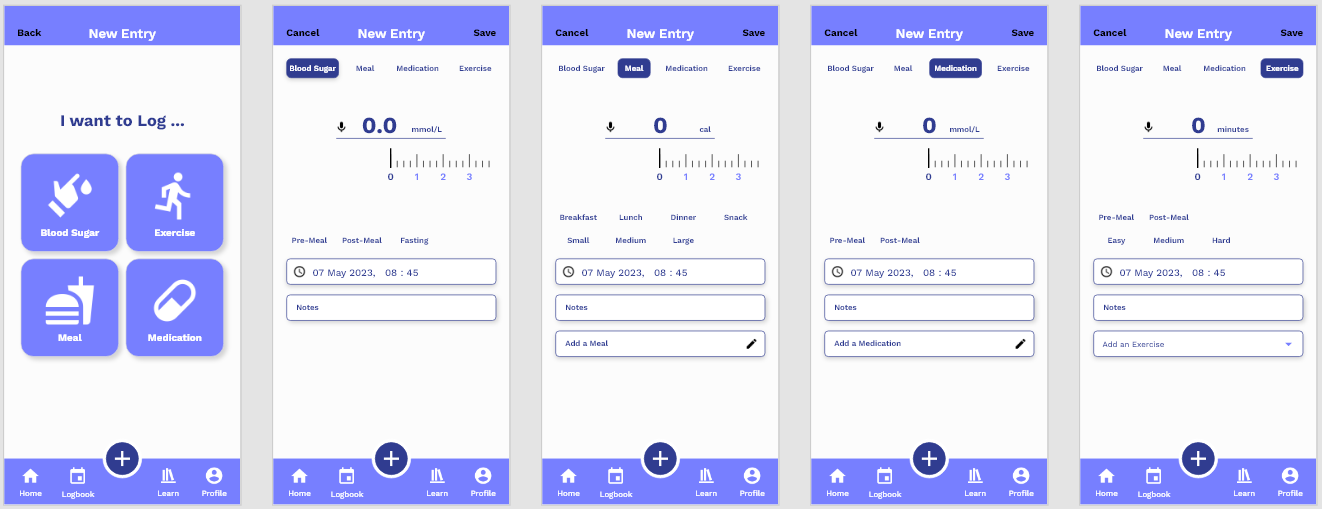 Back New Entry
I want to Log ...
Blood Sugar Exercise
Meal Medication
Home Logbook Learn Profile
Cancel New Entry Save
Blood Sugar Meal Medication Exercise
0.0 mmol/L
0 1 2 3
Pre-Meal Post-Meal Fasting
07 May 2023, 08 : 45
Notes
Home Logbook Learn Profile
Cancel New Entry Save
Blood Sugar Meal Medication Exercise
0 cal
0 1 2 3
Breakfast Lunch Dinner Snack
Small Medium Large
07 May 2023, 08 : 45
Notes
Add a Meal
Home Logbook Learn Profile
Cancel New Entry Save
Blood Sugar Meal Medication Exercise
0 mmol/L
0 1 2 3
Pre-Meal Post-Meal
07 May 2023, 08 : 45
Notes
Add a Medication
Home Logbook Learn Profile
Cancel New Entry Save
Blood Sugar Meal Medication Exercise
0 minutes
0 1 2 3
Pre-Meal Post-Meal
Easy Medium Hard
07 May 2023, 08 : 45
Notes
Add an Exercise
Home Logbook Learn Profile